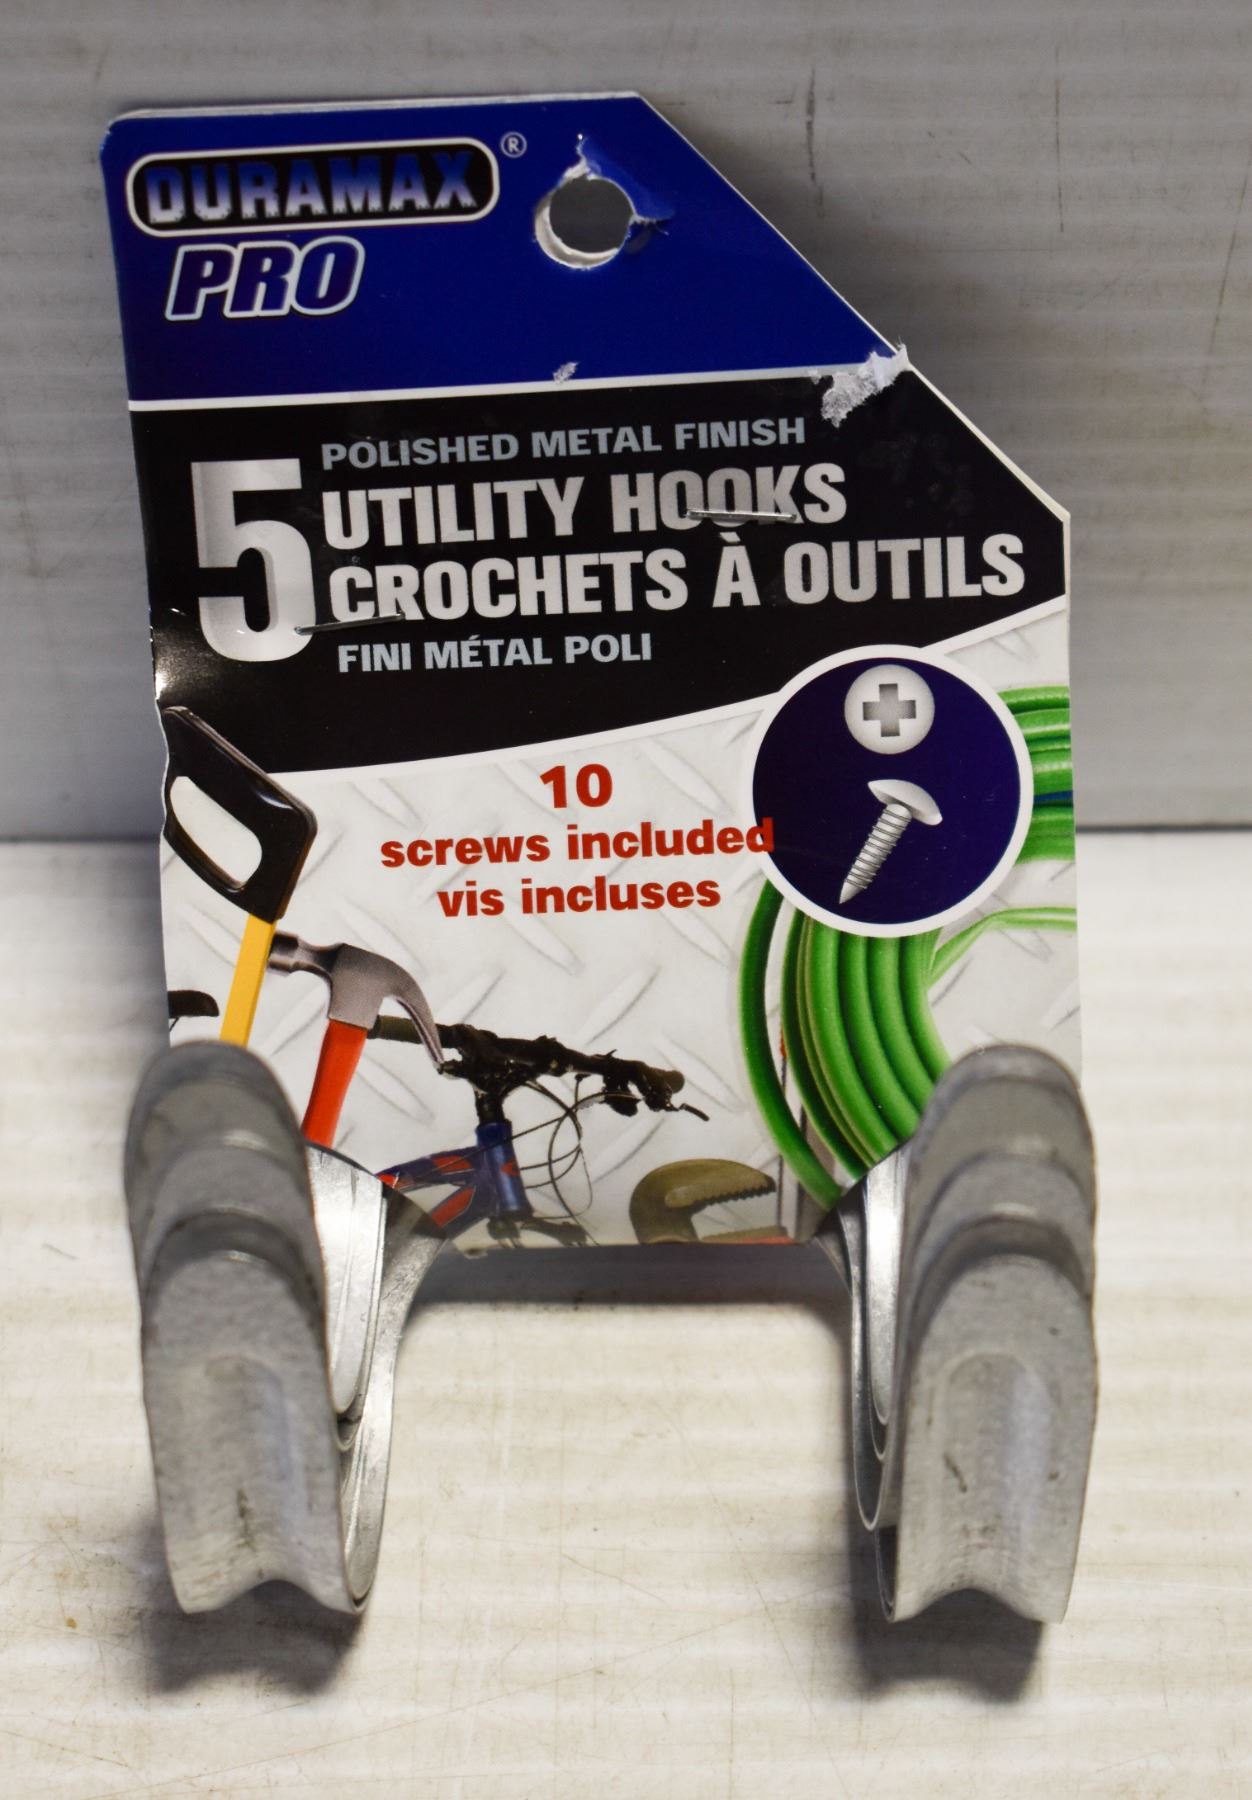 DURAMAX ®
PRO
5
POLISHED METAL FINISH
UTILITY HOOKS
CROCHETS À OUTILS
FINI MÉTAL POLI
10
screws included
vis incluses